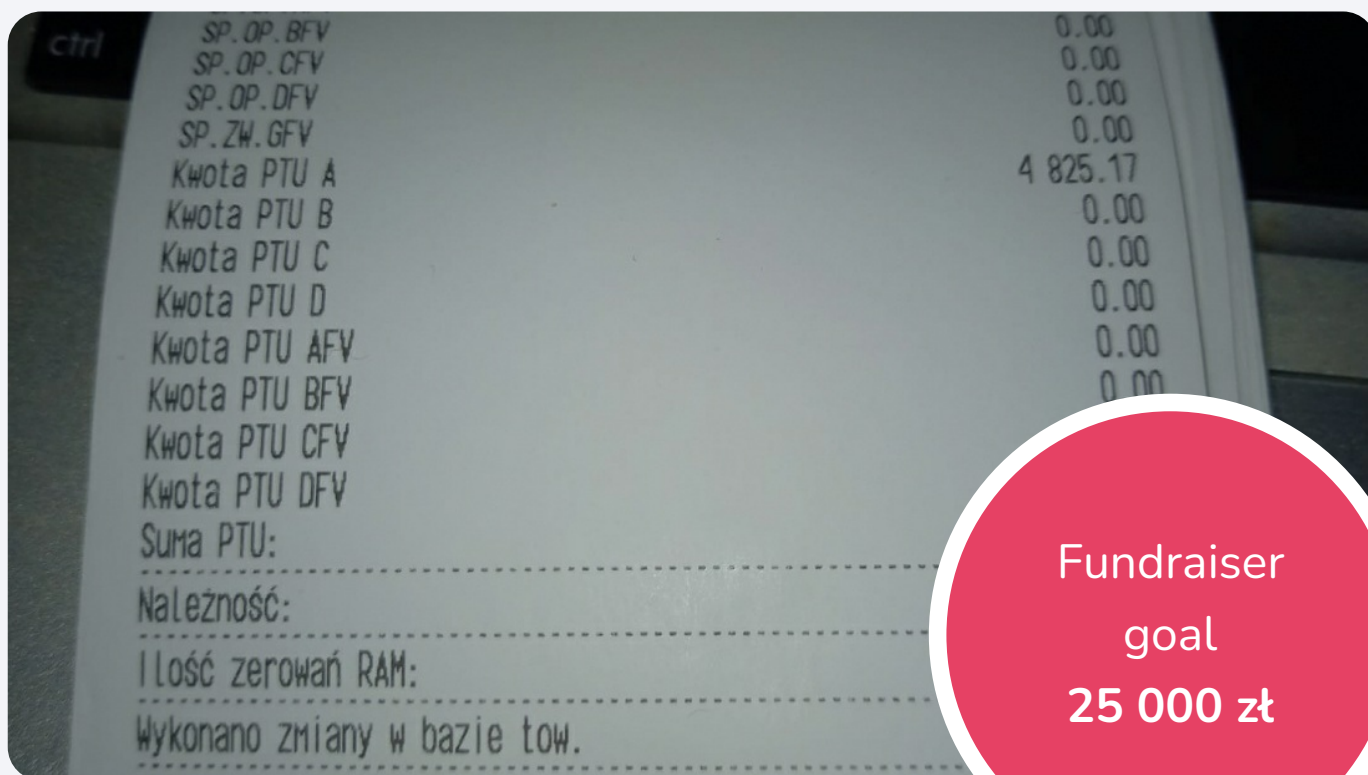 ctrl
SP.OP.BFV 0.00
SP.OP.CFV 0.00
SP.OP.DFV 0.00
SP.ZW.GFV 0.00
Kwota PTU A 4 825.17
Kwota PTU B 0.00
Kwota PTU C 0.00
Kwota PTU D 0.00
Kwota PTU AFV 0.00
Kwota PTU BFV 0.00
Kwota PTU CFV
Kwota PTU DFV
Suma PTU:
Należność:
Ilość zerowań RAM:
Wykonano zmiany w bazie tow.
Fundraiser
goal
25 000 zł